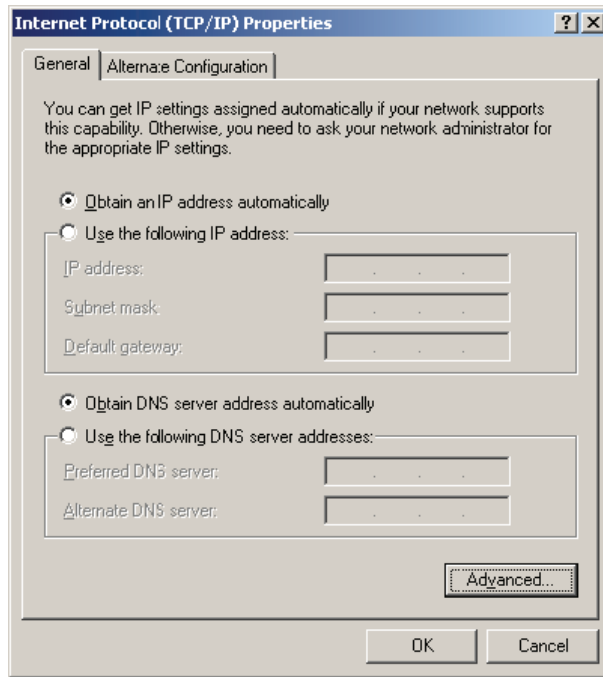 Internet Protocol (TCP/IP) Properties
General
Alternate Configuration
You can get IP settings assigned automatically if your network supports
this capability. Otherwise, you need to ask your network administrator for
the appropriate IP settings.
Obtain an IP address automatically
Use the following IP address:
IP address:
Subnet mask:
Default gateway:
Obtain DNS server address automatically
Use the following DNS server addresses:
Preferred DNS server:
Alternate DNS server:
Advanced...
OK
Cancel